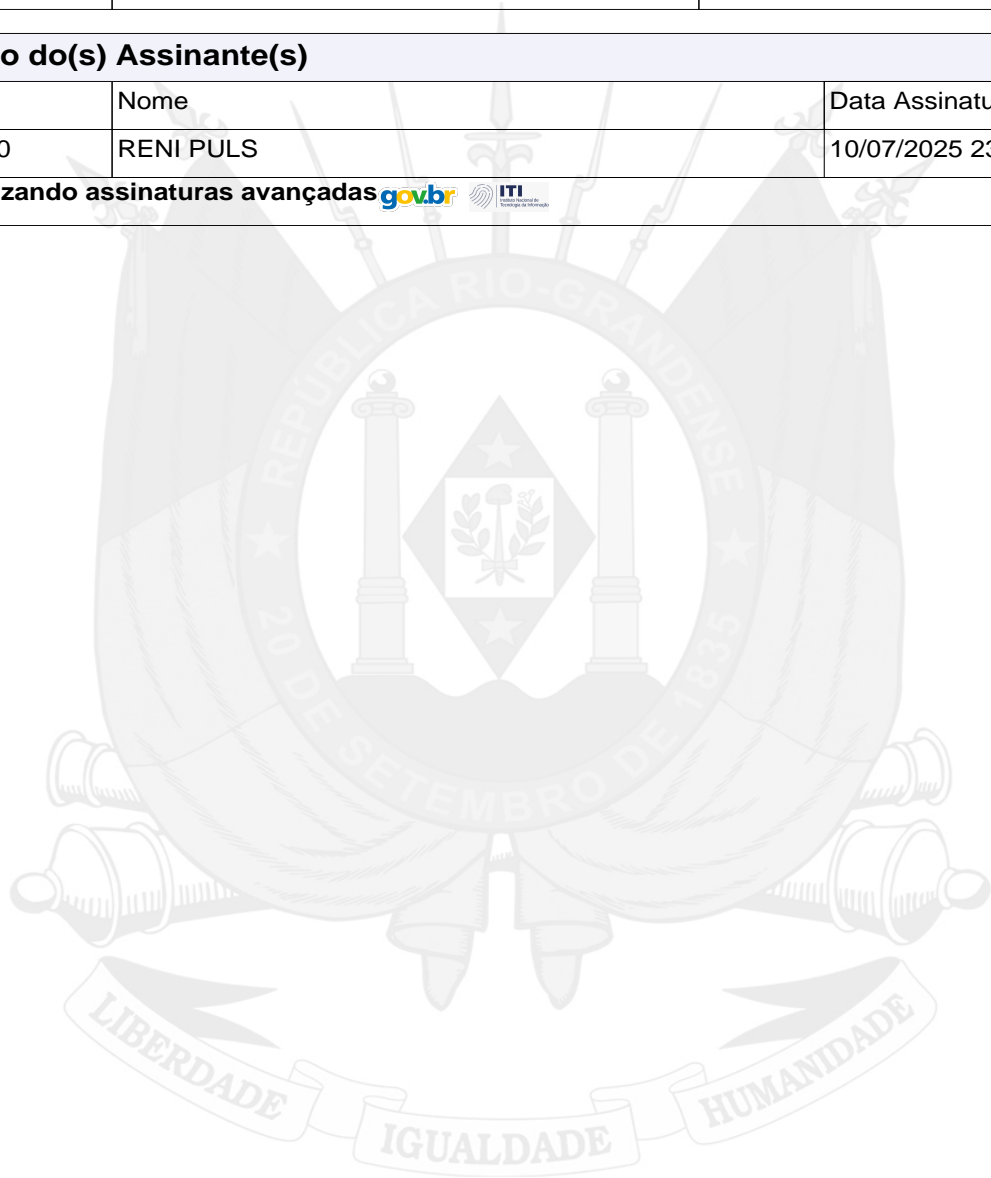 o do(s) Assinante(s)
Nome Data Assinatu
0 RENI PULS 10/07/2025 23
zando assinaturas avançadas gov.br ITI
REPÚBLICA RIO-GRANDENSE
20 DE SETEMBRO DE 1835
LIBERDADE IGUALDADE HUMANIDADE